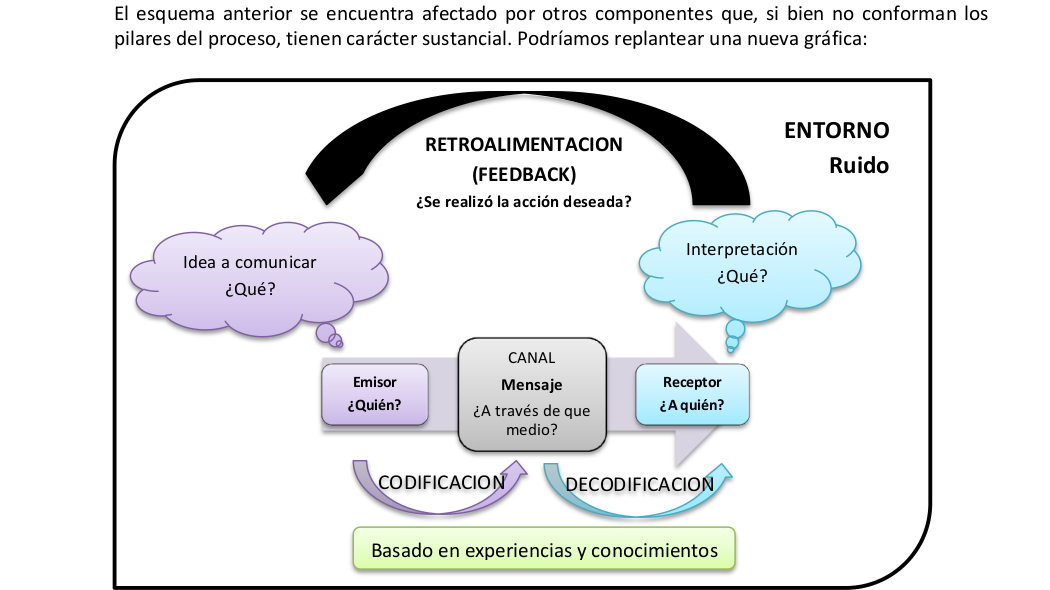 El esquema anterior se encuentra afectado por otros componentes que, si bien no conforman los
pilares del proceso, tienen carácter sustancial. Podríamos replantear una nueva gráfica:
ENTORNO
Ruido
RETROALIMENTACION
(FEEDBACK)
¿Se realizó la acción deseada?
Idea a comunicar
¿Qué?
Interpretación
¿Qué?
Emisor
¿Quién?
CANAL
Mensaje
¿A través de que
medio?
Receptor
¿A quién?
CODIFICACION
DECODIFICACION
Basado en experiencias y conocimientos